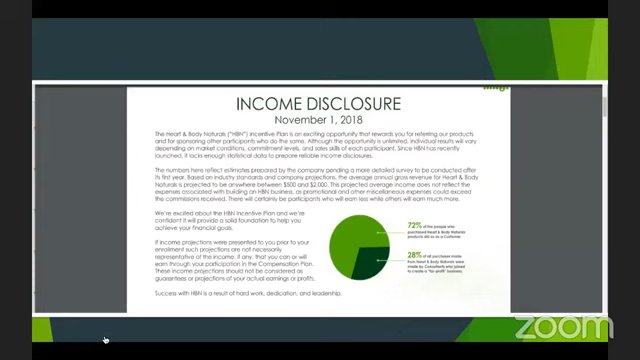 INCOME DISCLOSURE
November 1, 2018
The Heart & Body Naturals ("HBN") Incentive Plan is an exciting opportunity that rewards you for referring our products
and for sponsoring other participants who do the same. Although the opportunity is unlimited, individual results will vary
depending on market conditions, commitment levels, and sales skills of each participant. Since HBN has recently
launched, it lacks enough statistical data to prepare reliable income disclosures.
The numbers here reflect estimates prepared by the company pending a more detailed survey to be conducted after
its first year. Based on industry standards and company projections, the average annual gross revenue for Heart & Body
Naturals is projected to be anywhere between $500 and $2,000. This projected average income does not reflect the
expenses associated with building an HBN business, as promotional and other miscellaneous expenses could exceed
the commissions received. There will certainly be participants who will earn less while others will earn much more.
We're excited about the HBN Incentive Plan and we're
confident it will provide a solid foundation to help you
achieve your financial goals.
If income projections were presented to you prior to your
enrollment such projections are not necessarily
representative of the income, if any, that you can or will
earn through your participation in the Compensation Plan.
These income projections should not be considered as
guarantees or projections of your actual earnings or profits.
Success with HBN is a result of hard work, dedication, and leadership.
72% of the people who
purchased Heart & Body Naturals
products did so as a Customer.
28% of all purchases made
from Heart & Body Naturals were
made by Consultants who joined
to create a "for profit" business.
zoom